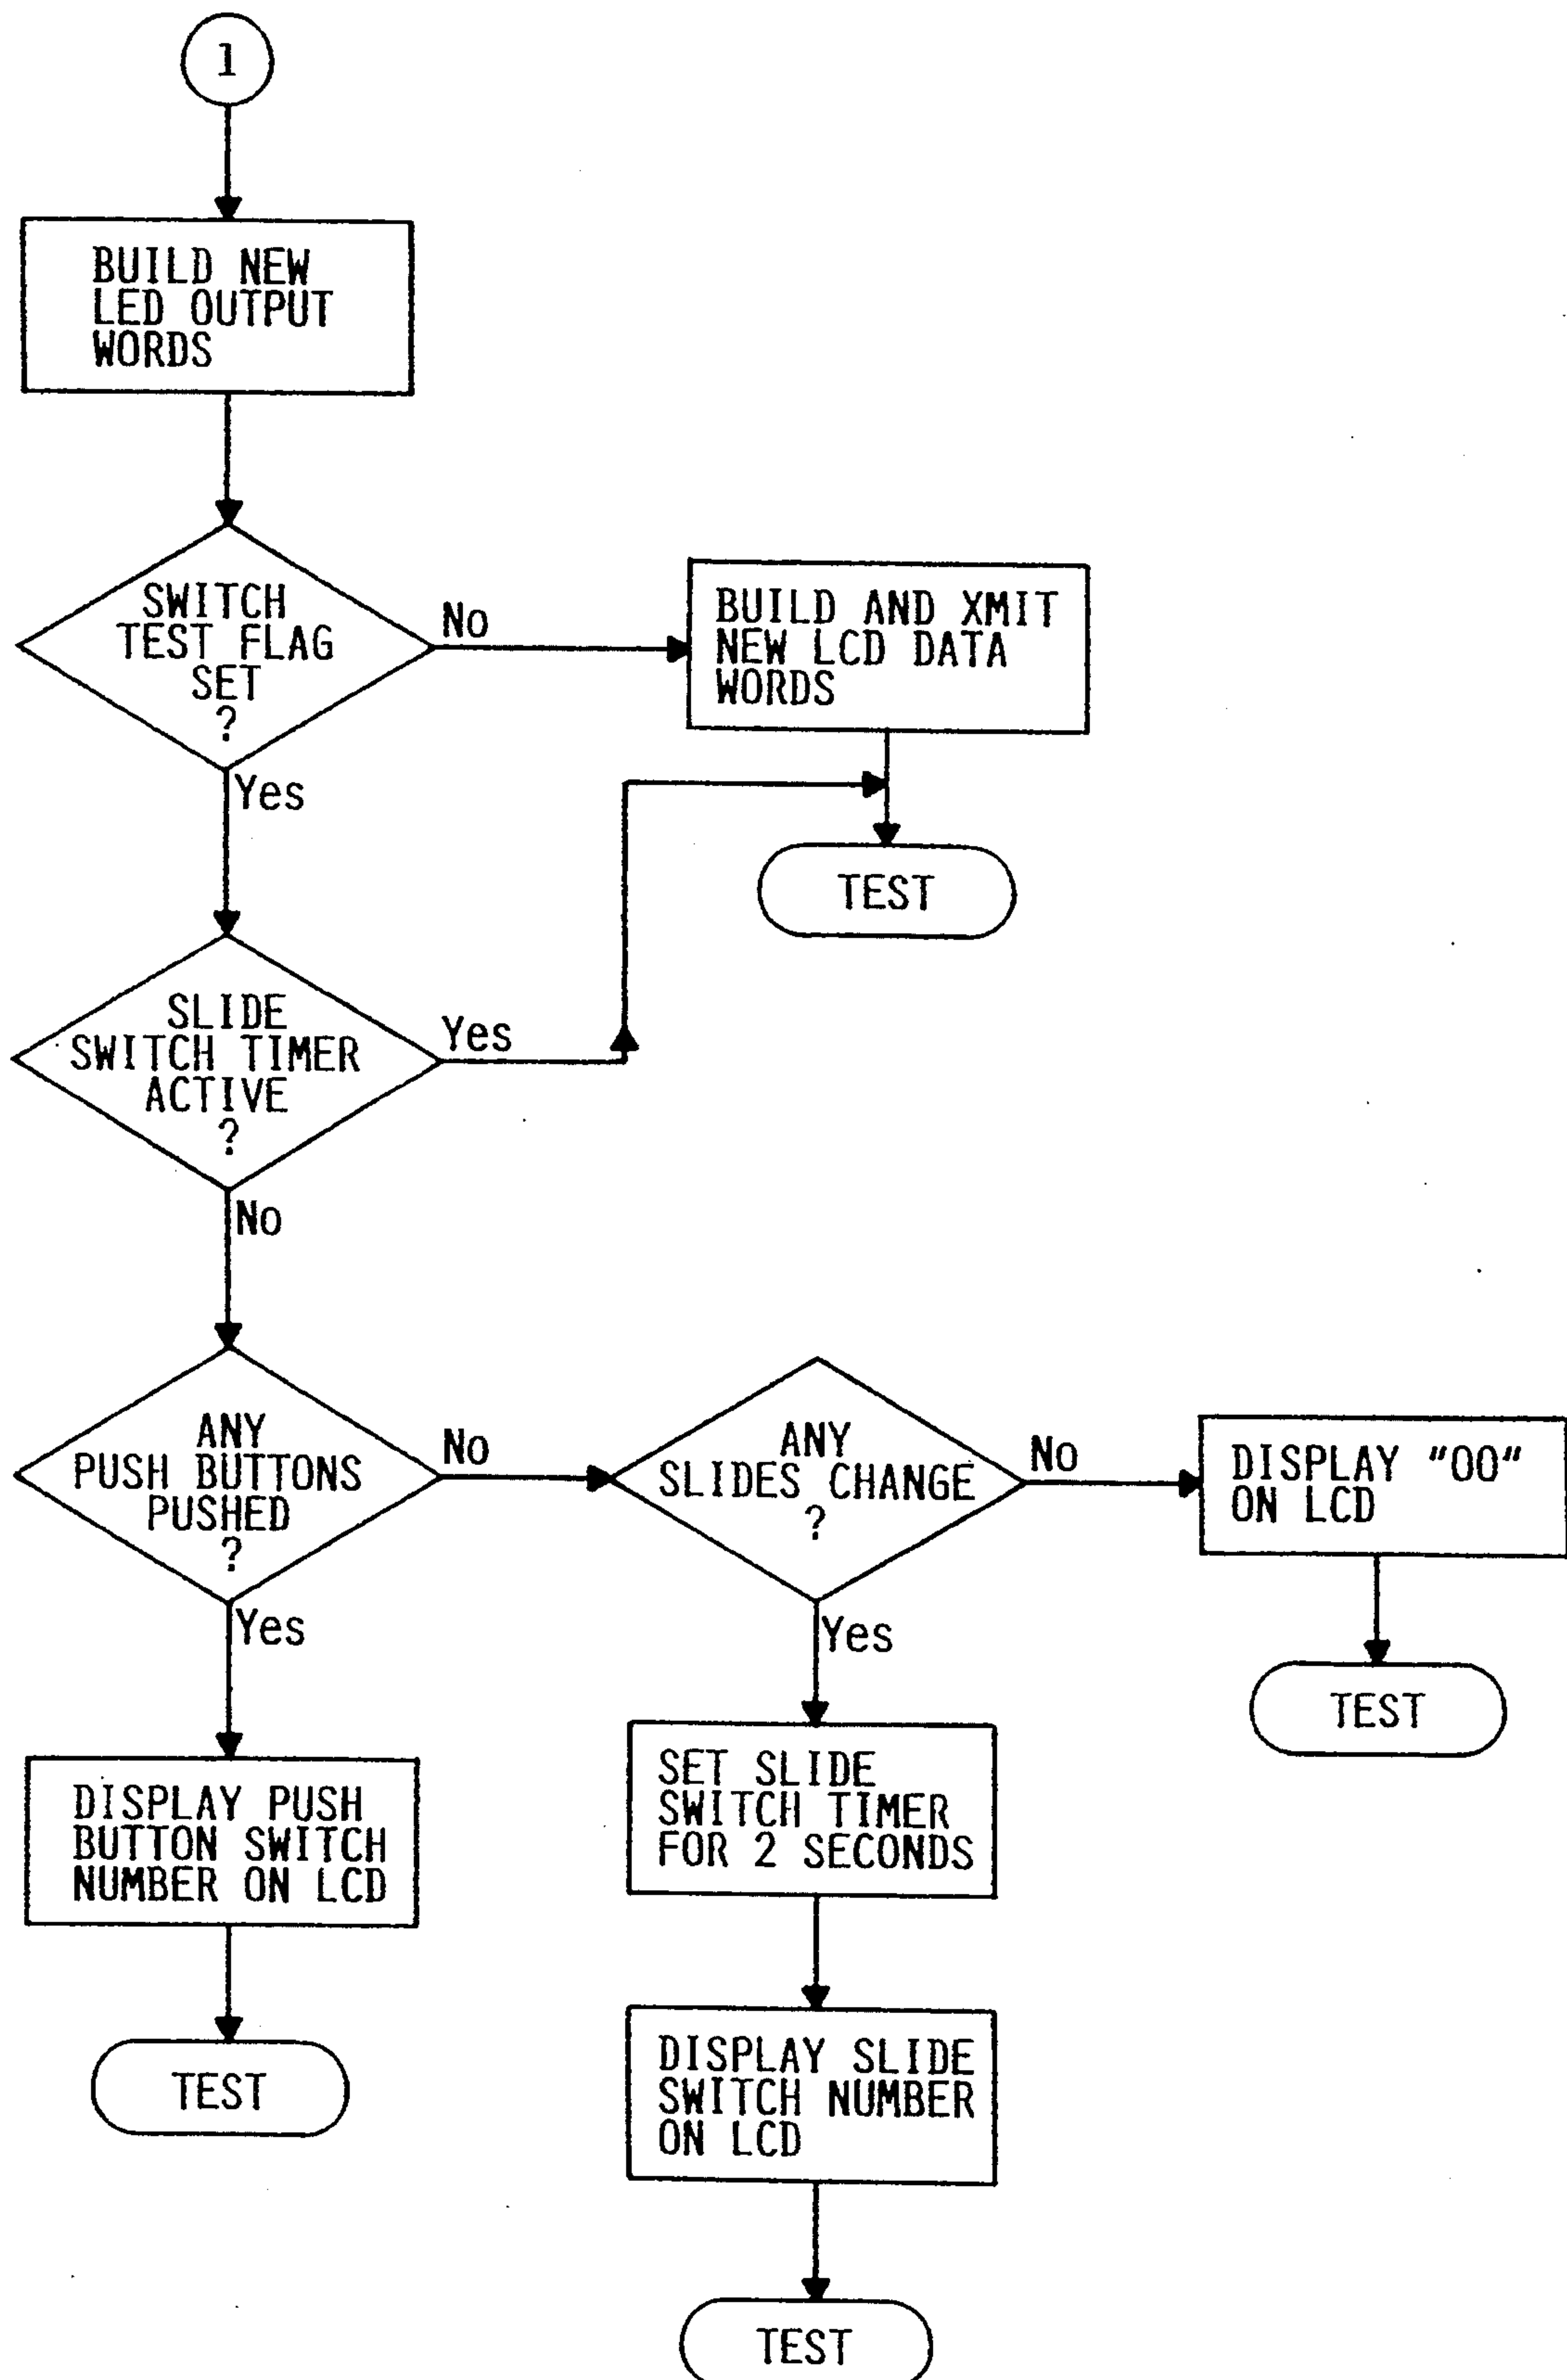 1
BUILD NEW
LED OUTPUT
WORDS
SWITCH
TEST FLAG
SET
?
No
Yes
BUILD AND XMIT
NEW LCD DATA
WORDS
TEST
SLIDE
SWITCH TIMER
ACTIVE
?
Yes
No
ANY
PUSH BUTTONS
PUSHED
?
No
Yes
ANY
SLIDES CHANGE
?
No
Yes
DISPLAY "00"
ON LCD
TEST
DISPLAY PUSH
BUTTON SWITCH
NUMBER ON LCD
TEST
SET SLIDE
SWITCH TIMER
FOR 2 SECONDS
DISPLAY SLIDE
SWITCH NUMBER
ON LCD
TEST